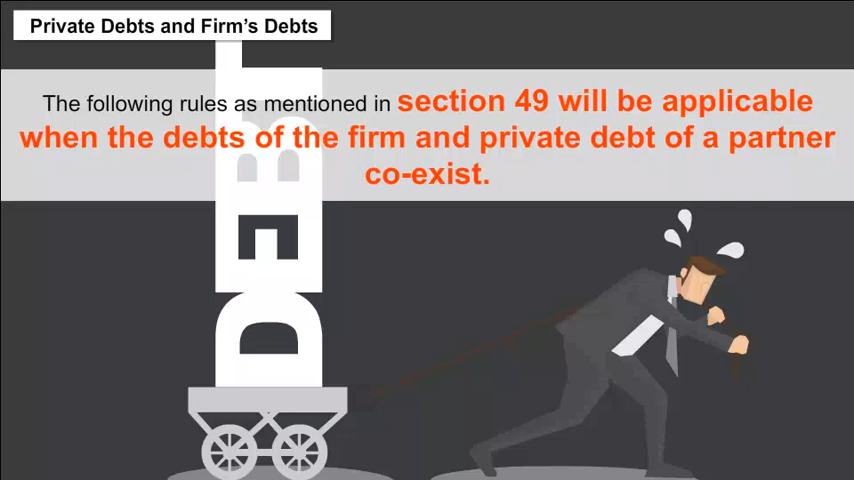 Private Debts and Firm's Debts
The following rules as mentioned in section 49 will be applicable
when the debts of the firm and private debt of a partner
co-exist.
DEBT